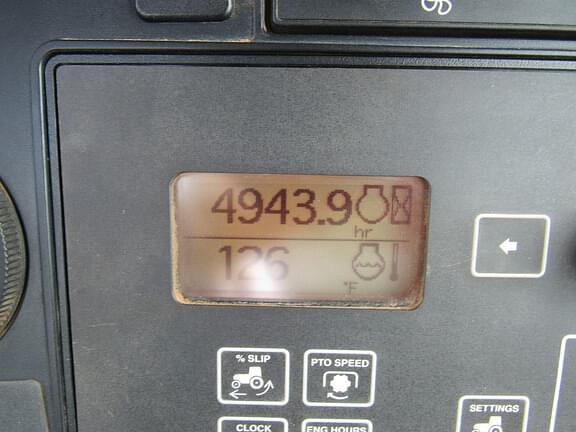 4943.9
hr
126
°F
% SLIP
PTO SPEED
SETTINGS
CLOCK
ENG HOURS